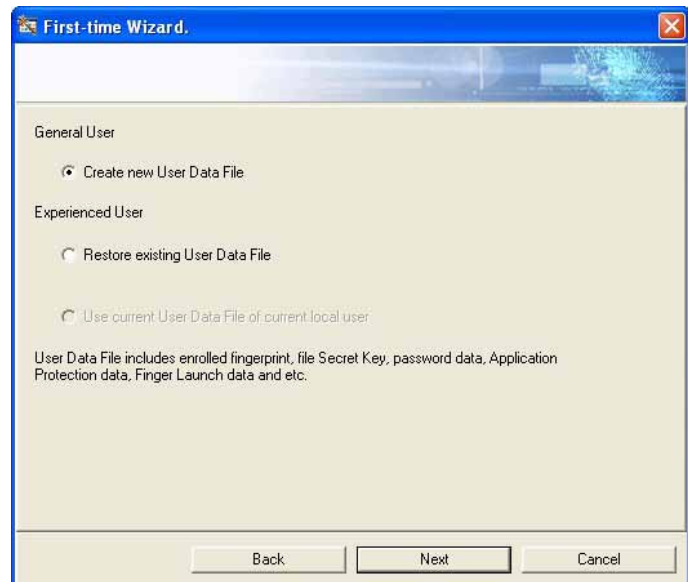 First-time Wizard.
General User
Create new User Data File
Experienced User
Restore existing User Data File
Use current User Data File of current local user
User Data File includes enrolled fingerprint, file Secret Key, password data, Application
Protection data, Finger Launch data and etc.
Back
Next
Cancel